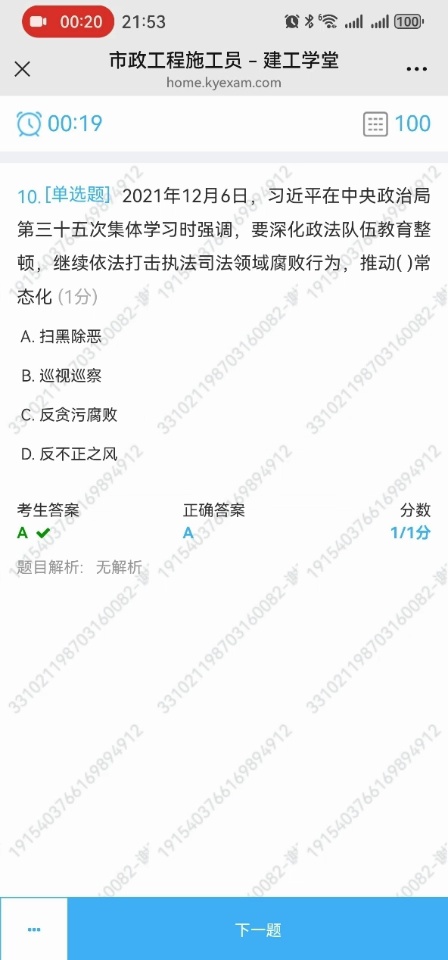 00:20 21:53 6 100
市政工程施工员 – 建工学堂
home.kyexam.com
00:19 100
10.[单选题] 2021年12月6日，习近平在中央政治局
第三十五次集体学习时强调，要深化政法队伍教育整
顿，继续依法打击执法司法领域腐败行为，推动( )常
态化 (1分)
A. 扫黑除恶
B. 巡视巡察
C. 反贪污腐败
D. 反不正之风
考生答案 正确答案 分数
A A 1/1分
题目解析： 无解析
下一题
1915403766169894912
331021198703160082